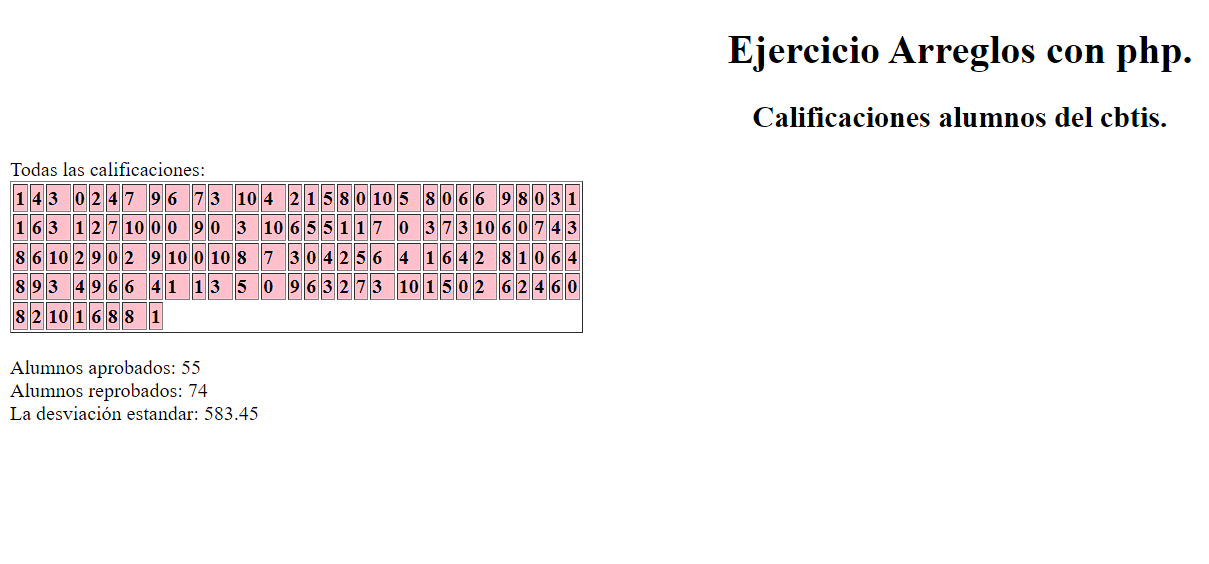 Ejercicio Arreglos con php.
Calificaciones alumnos del cbtis.
Todas las calificaciones:
1 4 3 0 2 4 7 9 6 7 3 10 4 2 1 5 8 0 10 5 8 0 6 6 9 8 0 3 1
1 6 3 1 2 7 10 0 0 9 0 3 10 6 5 5 1 1 7 0 3 7 3 10 6 0 7 4 3
8 6 10 2 9 0 2 9 10 0 10 8 7 3 0 4 2 5 6 4 1 6 4 2 8 1 0 6 4
8 9 3 4 9 6 6 4 1 1 3 5 0 9 6 3 2 7 3 10 1 5 0 2 6 2 4 6 0
8 2 10 1 6 8 8 1
Alumnos aprobados: 55
Alumnos reprobados: 74
La desviación estandar: 583.45